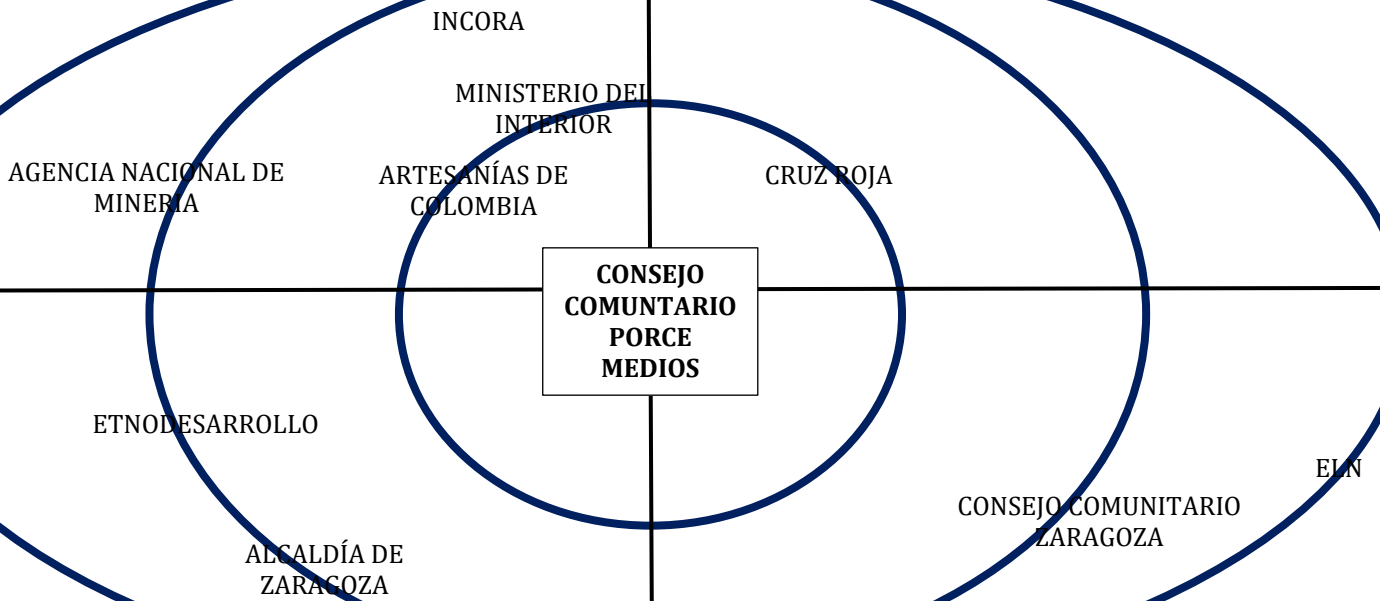 INCORA
MINISTERIO DEL
INTERIOR
AGENCIA NACIONAL DE
MINERIA
ARTESANÍAS DE
COLOMBIA
CRUZ ROJA
CONSEJO
COMUNTARIO
PORCE
MEDIOS
ETNODESARROLLO
ELN
CONSEJO COMUNITARIO
ZARAGOZA
ALCALDÍA DE
ZARAGOZA